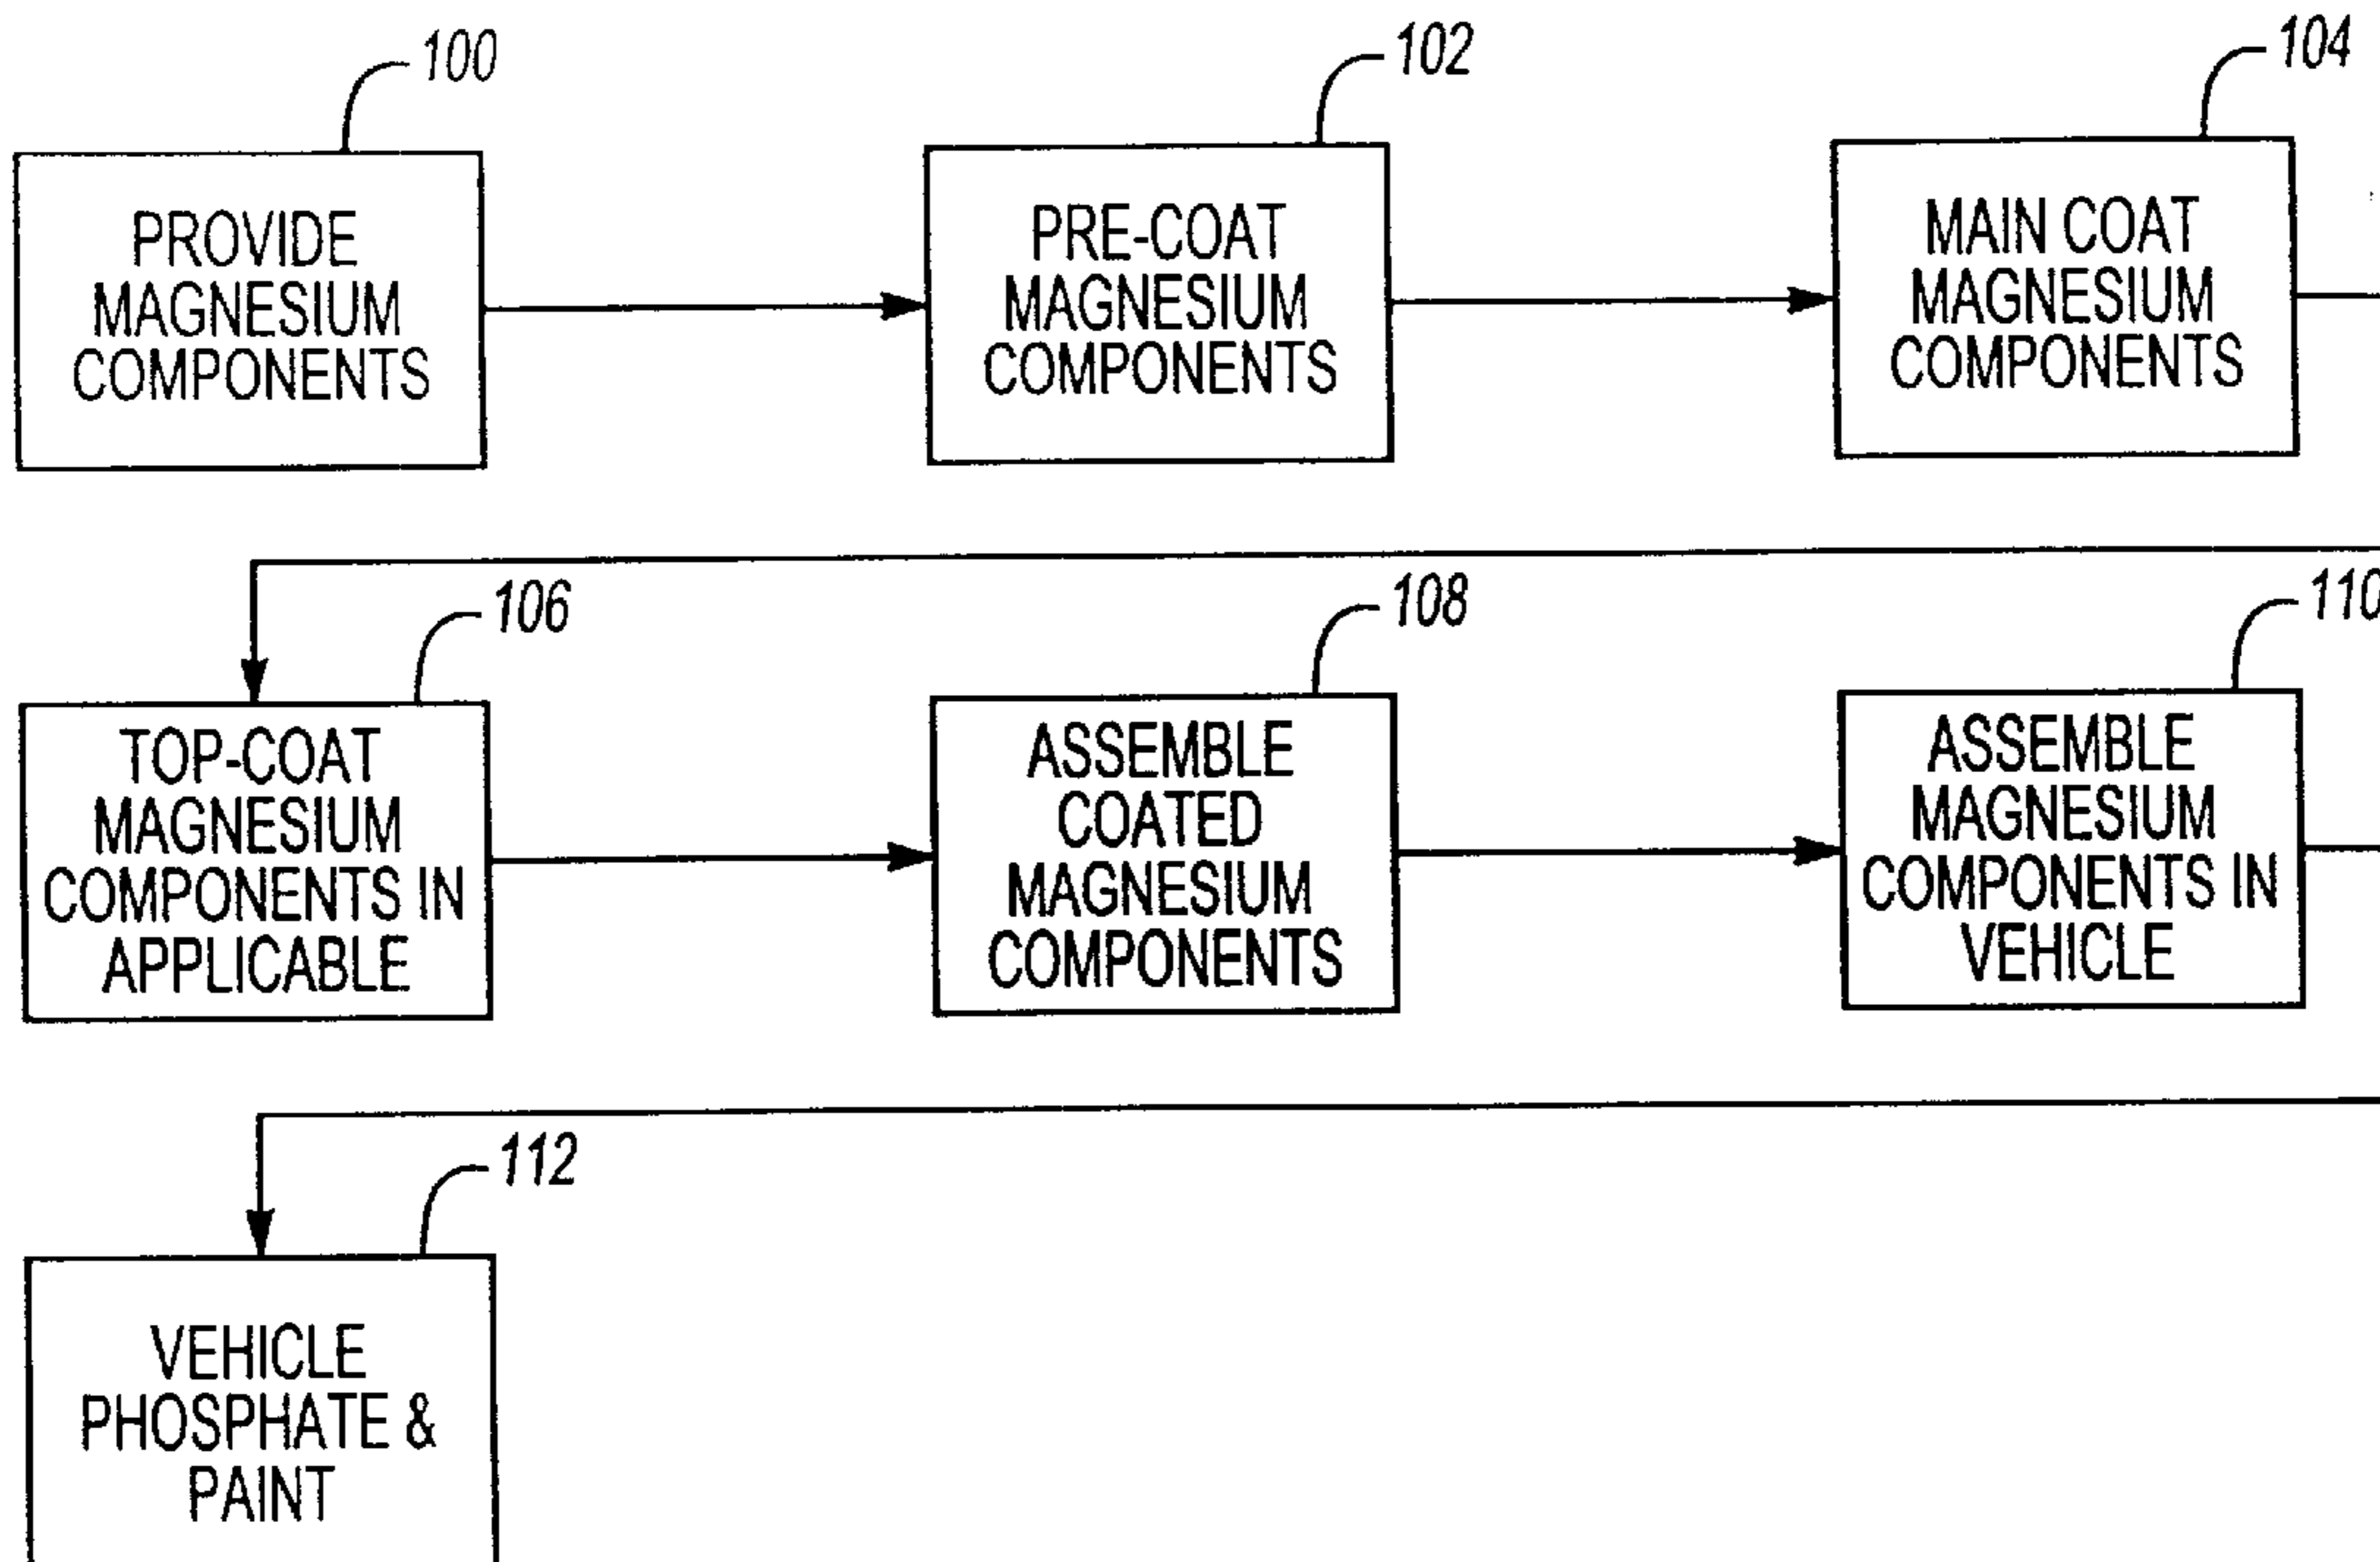 100
PROVIDE
MAGNESIUM
COMPONENTS
102
PRE-COAT
MAGNESIUM
COMPONENTS
104
MAIN COAT
MAGNESIUM
COMPONENTS
106
TOP-COAT
MAGNESIUM
COMPONENTS IN
APPLICABLE
108
ASSEMBLE
COATED
MAGNESIUM
COMPONENTS
110
ASSEMBLE
MAGNESIUM
COMPONENTS IN
VEHICLE
112
VEHICLE
PHOSPHATE &
PAINT